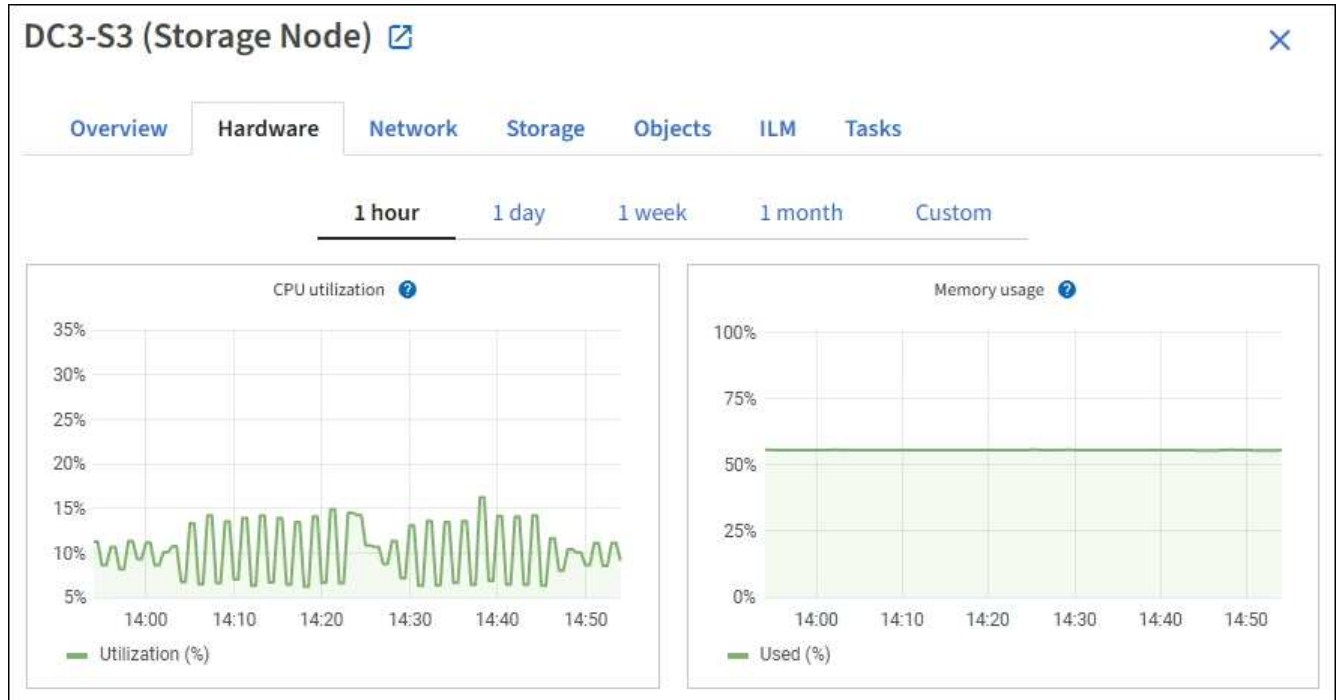 DC3-S3 (Storage Node)
Overview Hardware Network Storage Objects ILM Tasks
1 hour 1 day 1 week 1 month Custom
CPU utilization ?
35%
30%
25%
20%
15%
10%
5%
14:00 14:10 14:20 14:30 14:40 14:50
Utilization (%)
Memory usage ?
100%
75%
50%
25%
0%
14:00 14:10 14:20 14:30 14:40 14:50
Used (%)